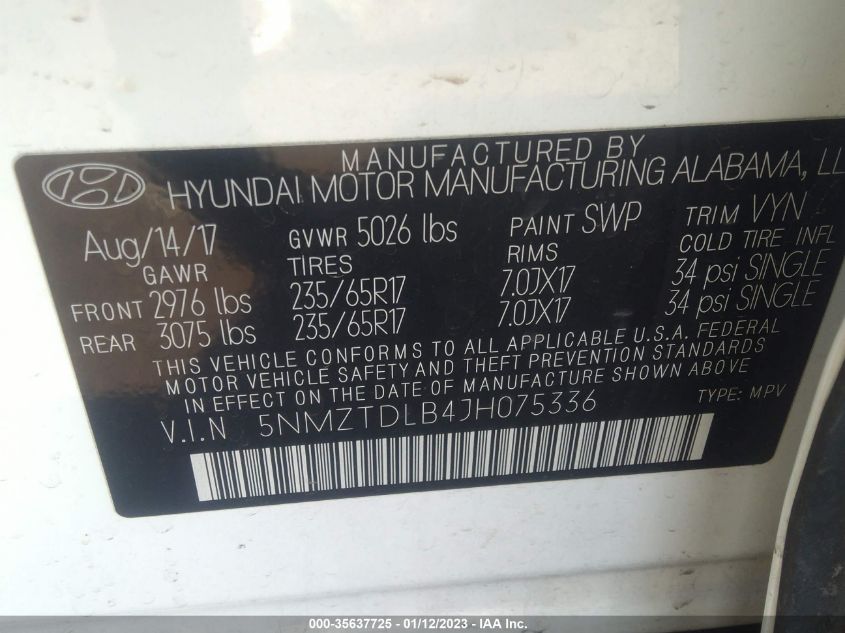 MANUFACTURED BY
HYUNDAI MOTOR MANUFACTURING ALABAMA, LL
Aug/14/17 GVWR 5026 lbs PAINT SWP TRIM VYN
GAWR TIRES RIMS COLD TIRE INFL
FRONT 2976 lbs 235/65R17 7.0JX17 34 psi SINGLE
REAR 3075 lbs 235/65R17 7.0JX17 34 psi SINGLE
THIS VEHICLE CONFORMS TO ALL APPLICABLE U.S.A. FEDERAL
MOTOR VEHICLE SAFETY AND THEFT PREVENTION STANDARDS
IN EFFECT ON THE DATE OF MANUFACTURE SHOWN ABOVE
V.I.N 5NMZTDLB4JH075336 TYPE: MPV
000-35637725 - 01/12/2023 - IAA Inc.